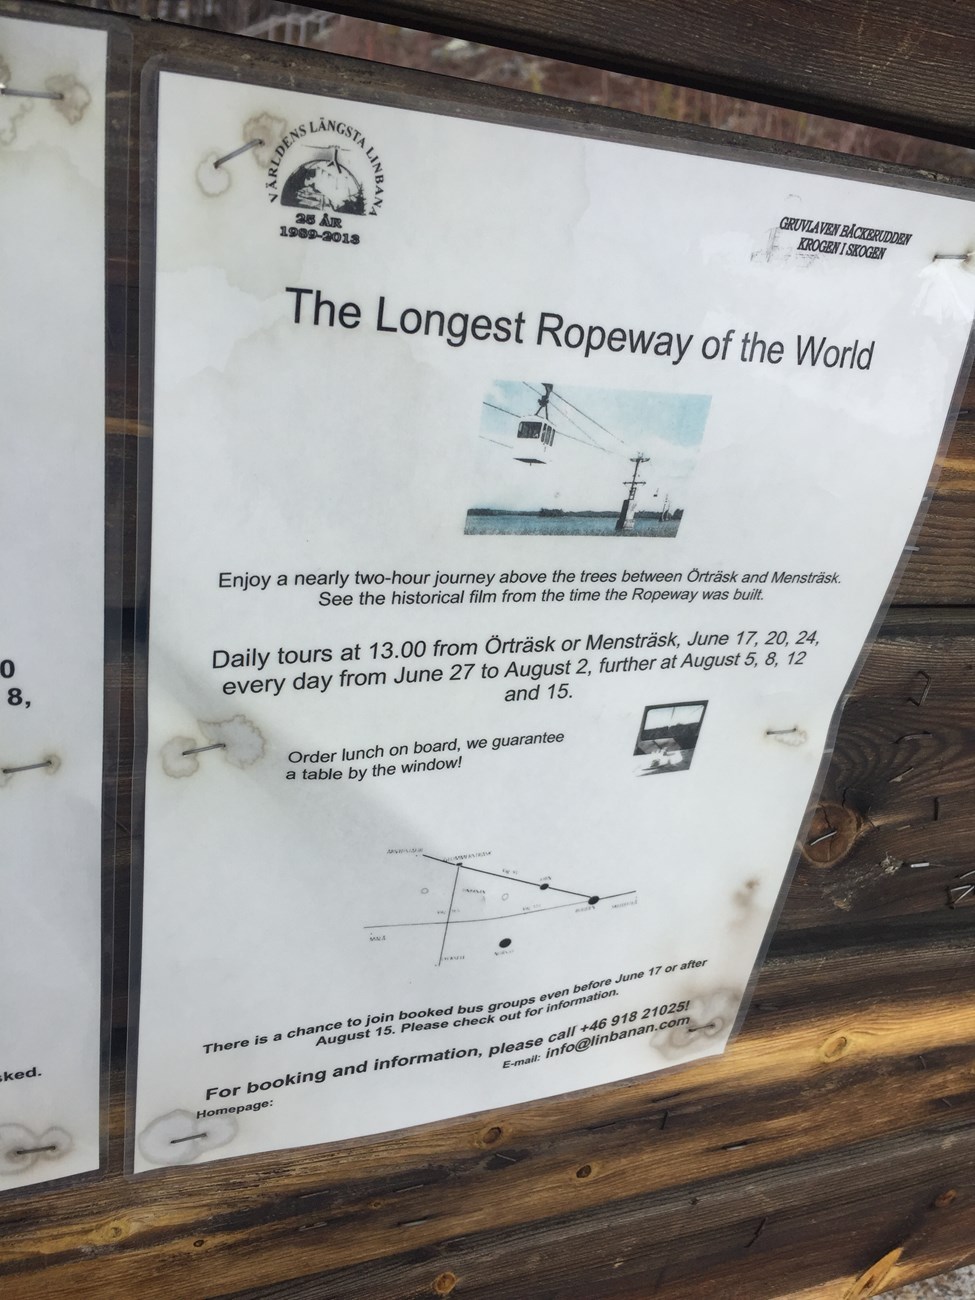 0
8,
sked.
VÄRLDENS LÄNGSTA LINBANA
25 ÅR
1989-2013
GRUVLAVEN BÄCKERUDDEN
KROGEN I SKOGEN
The Longest Ropeway of the World
Enjoy a nearly two-hour journey above the trees between Örträsk and Mensträsk.
See the historical film from the time the Ropeway was built.
Daily tours at 13.00 from Örträsk or Mensträsk, June 17, 20, 24,
every day from June 27 to August 2, further at August 5, 8, 12
and 15.
Order lunch on board, we guarantee
a table by the window!
MALÅ
There is a chance to join booked bus groups even before June 17 or after
August 15. Please check out for information.
For booking and information, please call +46 918 21025!
E-mail: info@linbanan.com
Homepage: